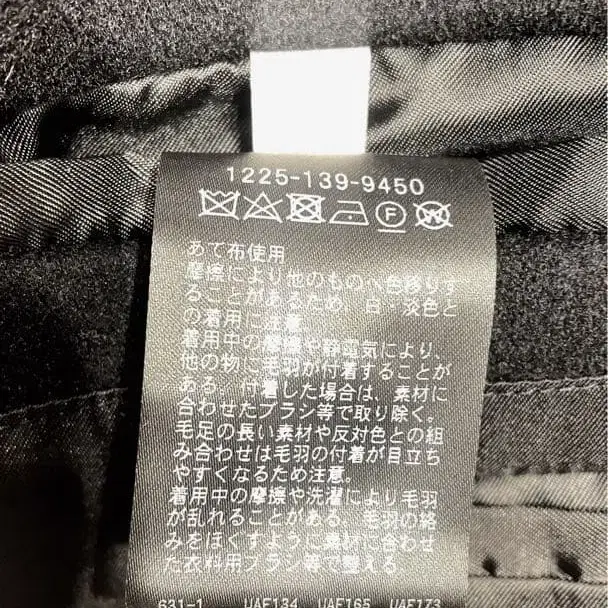 1225-139-9450
F W
あて布使用
摩擦により他のものへ色移りす
ることがあるため、白・淡色と
の着用に注意
着用中の摩擦や静電気により、
他の物に毛羽が付着することが
ある。付着した場合は、素材に
合わせたブラシ等で取り除く。
毛足の長い素材や反対色との組
み合わせは毛羽の付着が目立ち
やすくなるため注意。
着用中の摩擦や洗濯により毛羽
が乱れることがある。毛羽の絡
みをほぐすように素材に合わせ
た衣料用ブラシ等で整える
631-1 UAF134 UAF165 UAF173